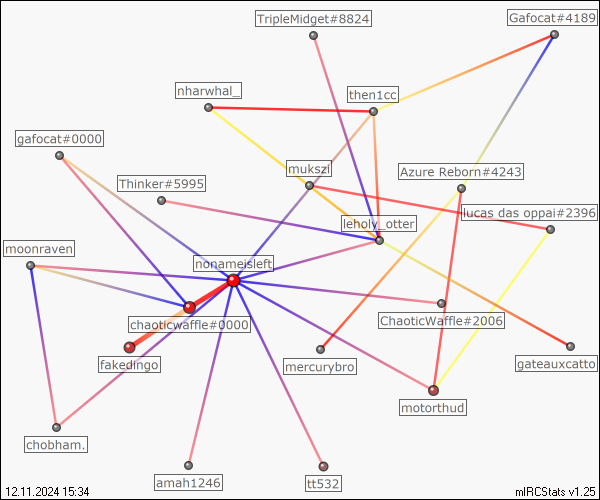 TripleMidget#8824
Gafocat#4189
nharwhal_
then1cc
gafocat#0000
mukszi
Azure Reborn#4243
Thinker#5995
lucas das oppai#2396
leholy_otter
moonraven
nonameisleft
chaoticwaffle#0000
ChaoticWaffle#2006
fakedingo
mercurybro
gateauxcatto
motorthud
chobham.
amah1246
tt532
12.11.2024 15:34
mIRCStats v1.25